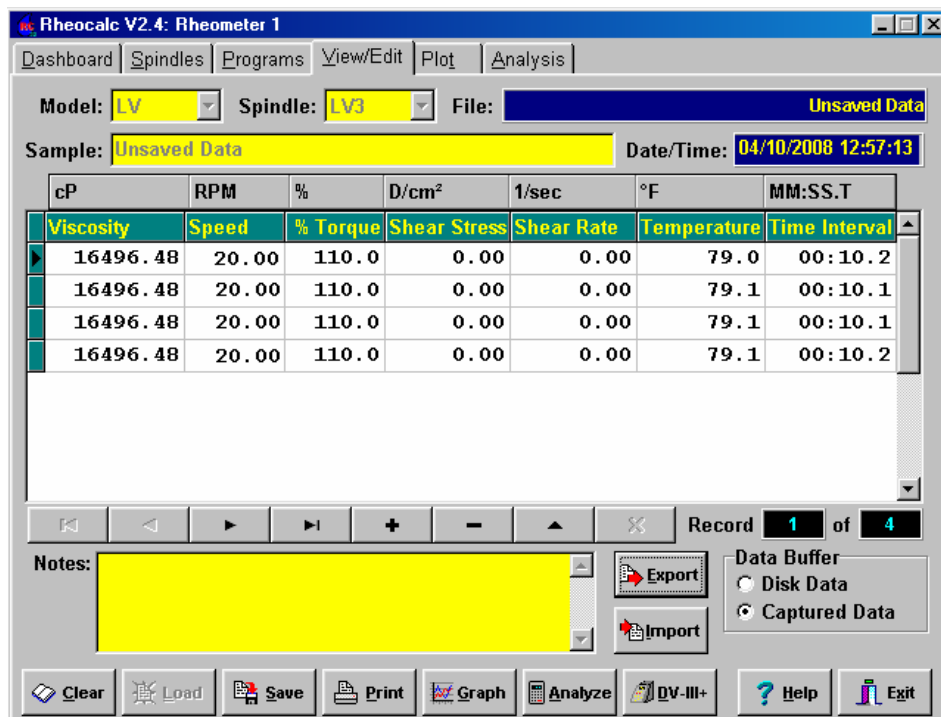 RC Rheocalc V2.4: Rheometer 1
Dashboard Spindles Programs View/Edit Plot Analysis
Model: LV Spindle: LV3 File: Unsaved Data
Sample: Unsaved Data Date/Time: 04/10/2008 12:57:13
cP RPM % D/cm² 1/sec °F MM:SS.T
Viscosity Speed % Torque Shear Stress Shear Rate Temperature Time Interval
16496.48 20.00 110.0 0.00 0.00 79.0 00:10.2
16496.48 20.00 110.0 0.00 0.00 79.1 00:10.1
16496.48 20.00 110.0 0.00 0.00 79.1 00:10.1
16496.48 20.00 110.0 0.00 0.00 79.1 00:10.2
Record 1 of 4
Notes: Export Data Buffer
Disk Data
Captured Data
Import
Clear Load Save Print Graph Analyze DV-III+ Help Exit